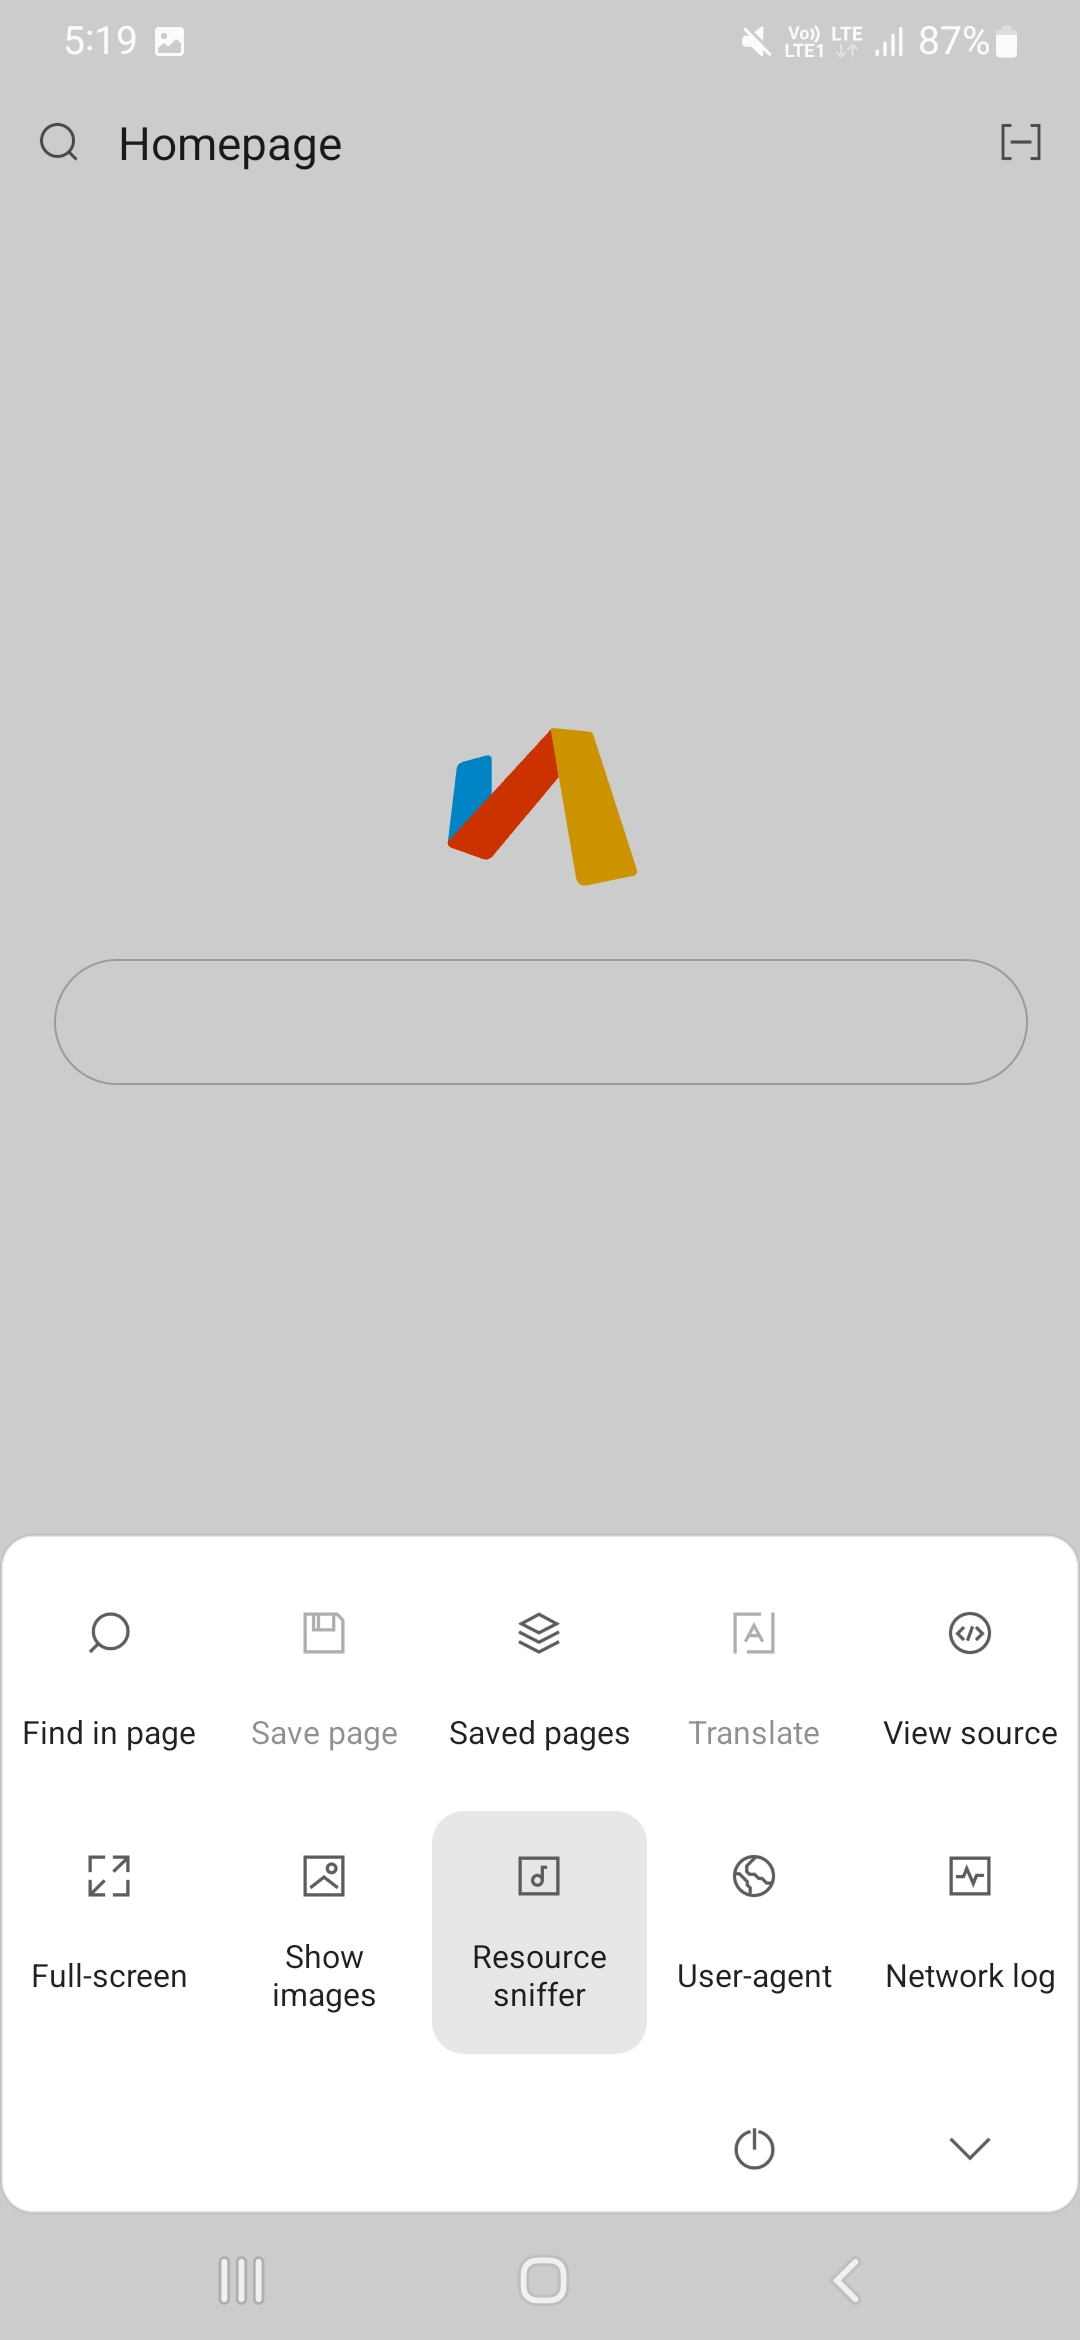 5:19
Vo)) LTE
LTE1
87%
Homepage
Find in page
Save page
Saved pages
Translate
View source
Full-screen
Show
images
Resource
sniffer
User-agent
Network log